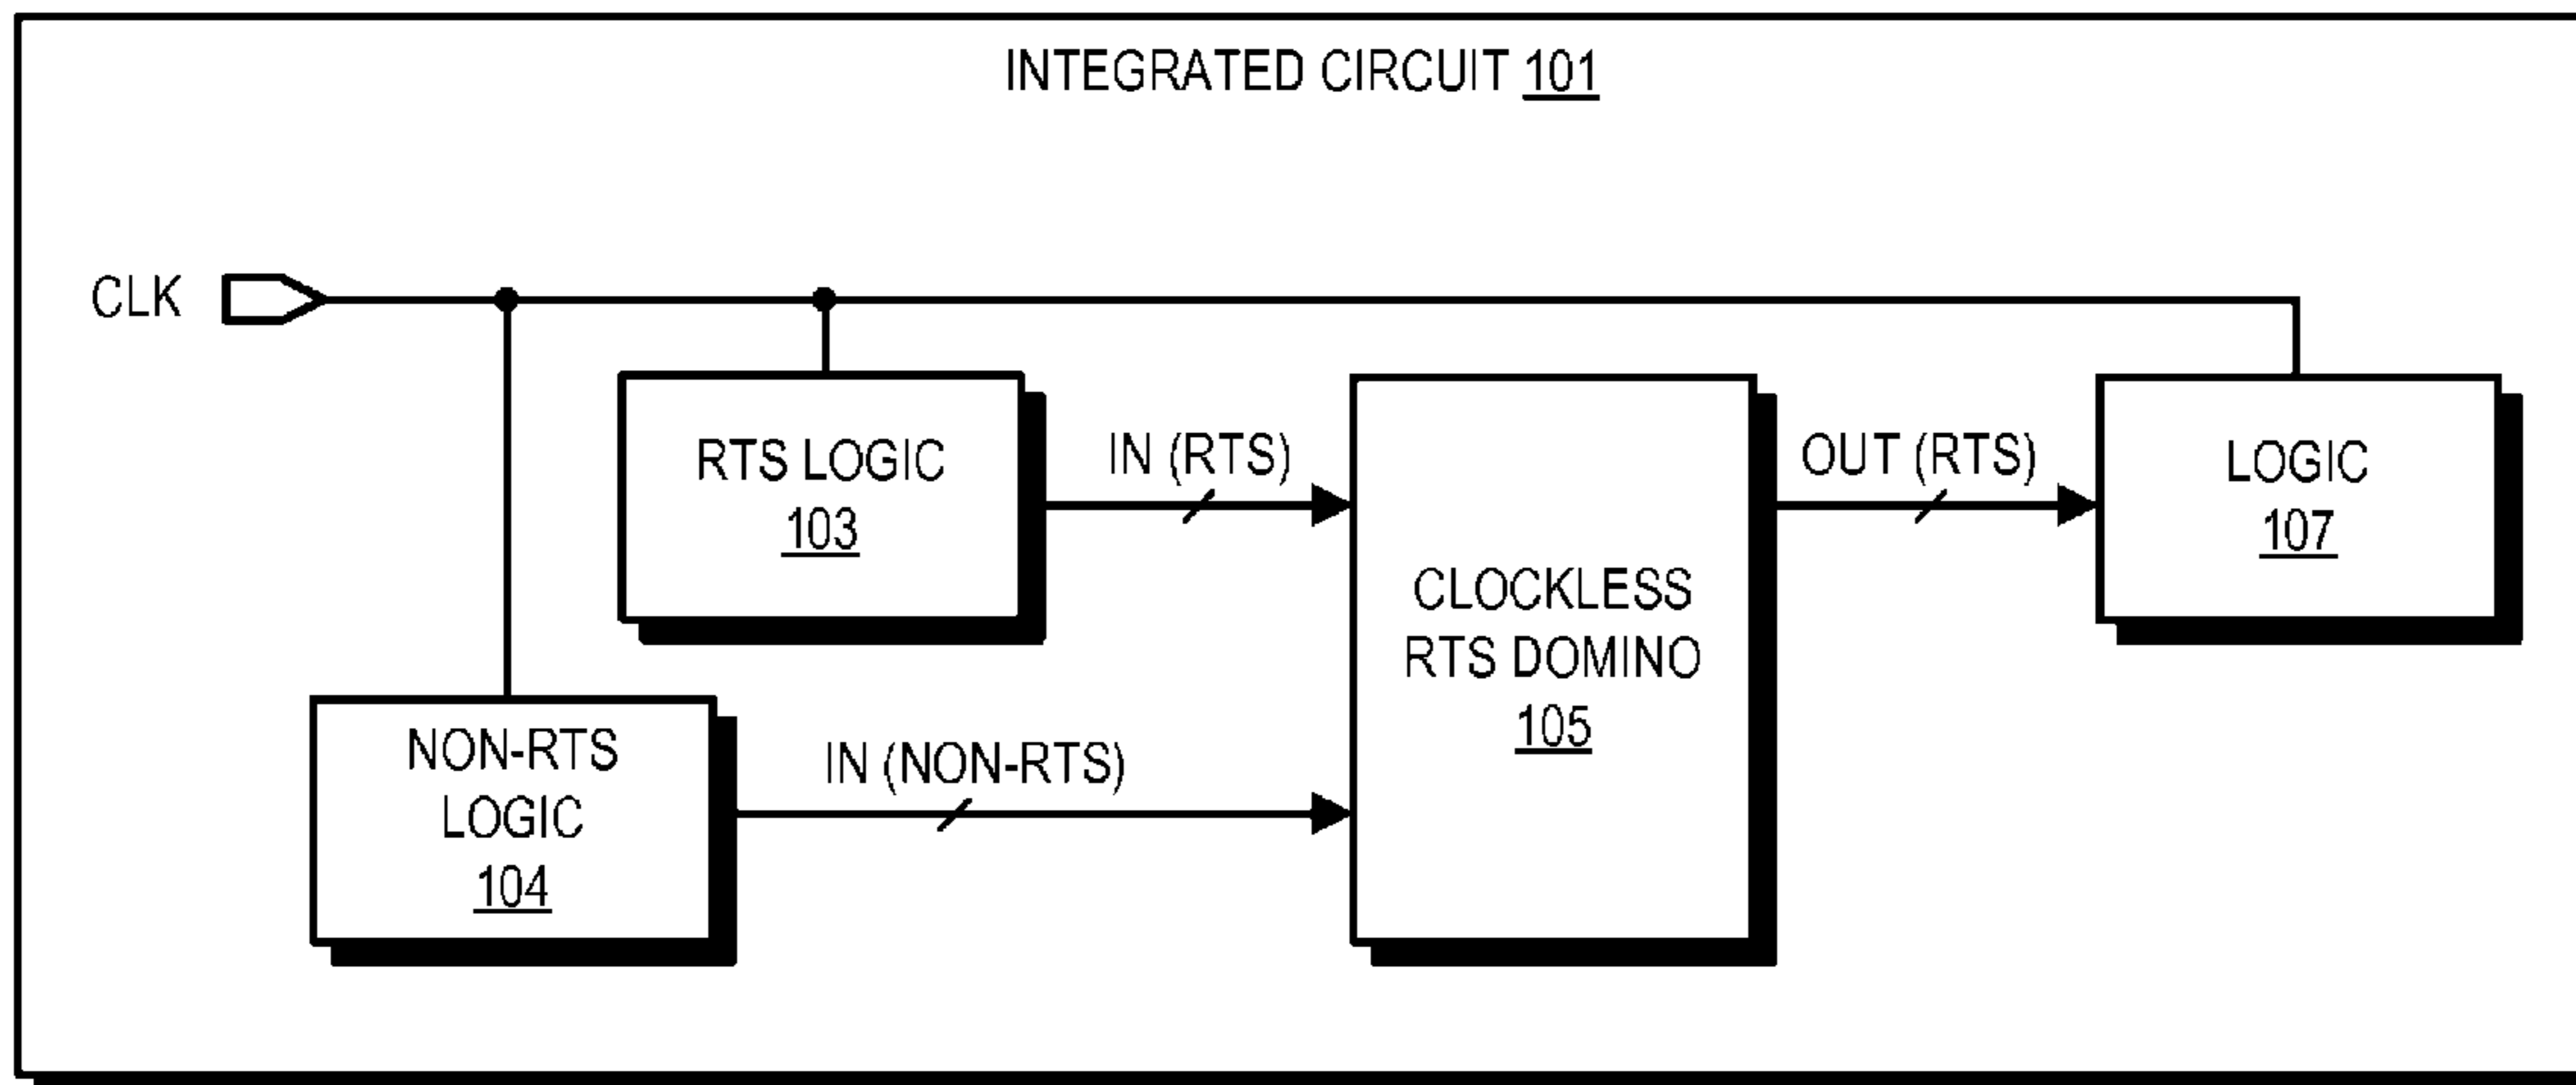 INTEGRATED CIRCUIT 101
CLK
RTS LOGIC
103
IN (RTS)
CLOCKLESS
RTS DOMINO
105
OUT (RTS)
LOGIC
107
NON-RTS
LOGIC
104
IN (NON-RTS)